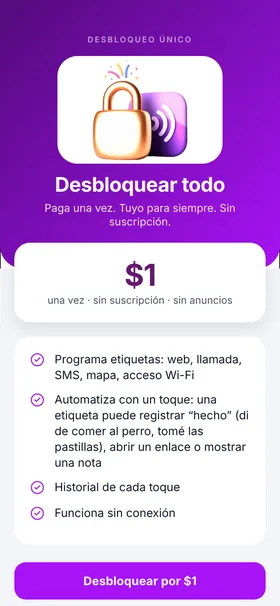 DESBLOQUEO ÚNICO
Desbloquear todo
Paga una vez. Tuyo para siempre. Sin
suscripción.
$1
una vez · sin suscripción · sin anuncios
Programa etiquetas: web, llamada,
SMS, mapa, acceso Wi-Fi
Automatiza con un toque: una
etiqueta puede registrar “hecho” (di
de comer al perro, tomé las
pastillas), abrir un enlace o mostrar
una nota
Historial de cada toque
Funciona sin conexión
Desbloquear por $1